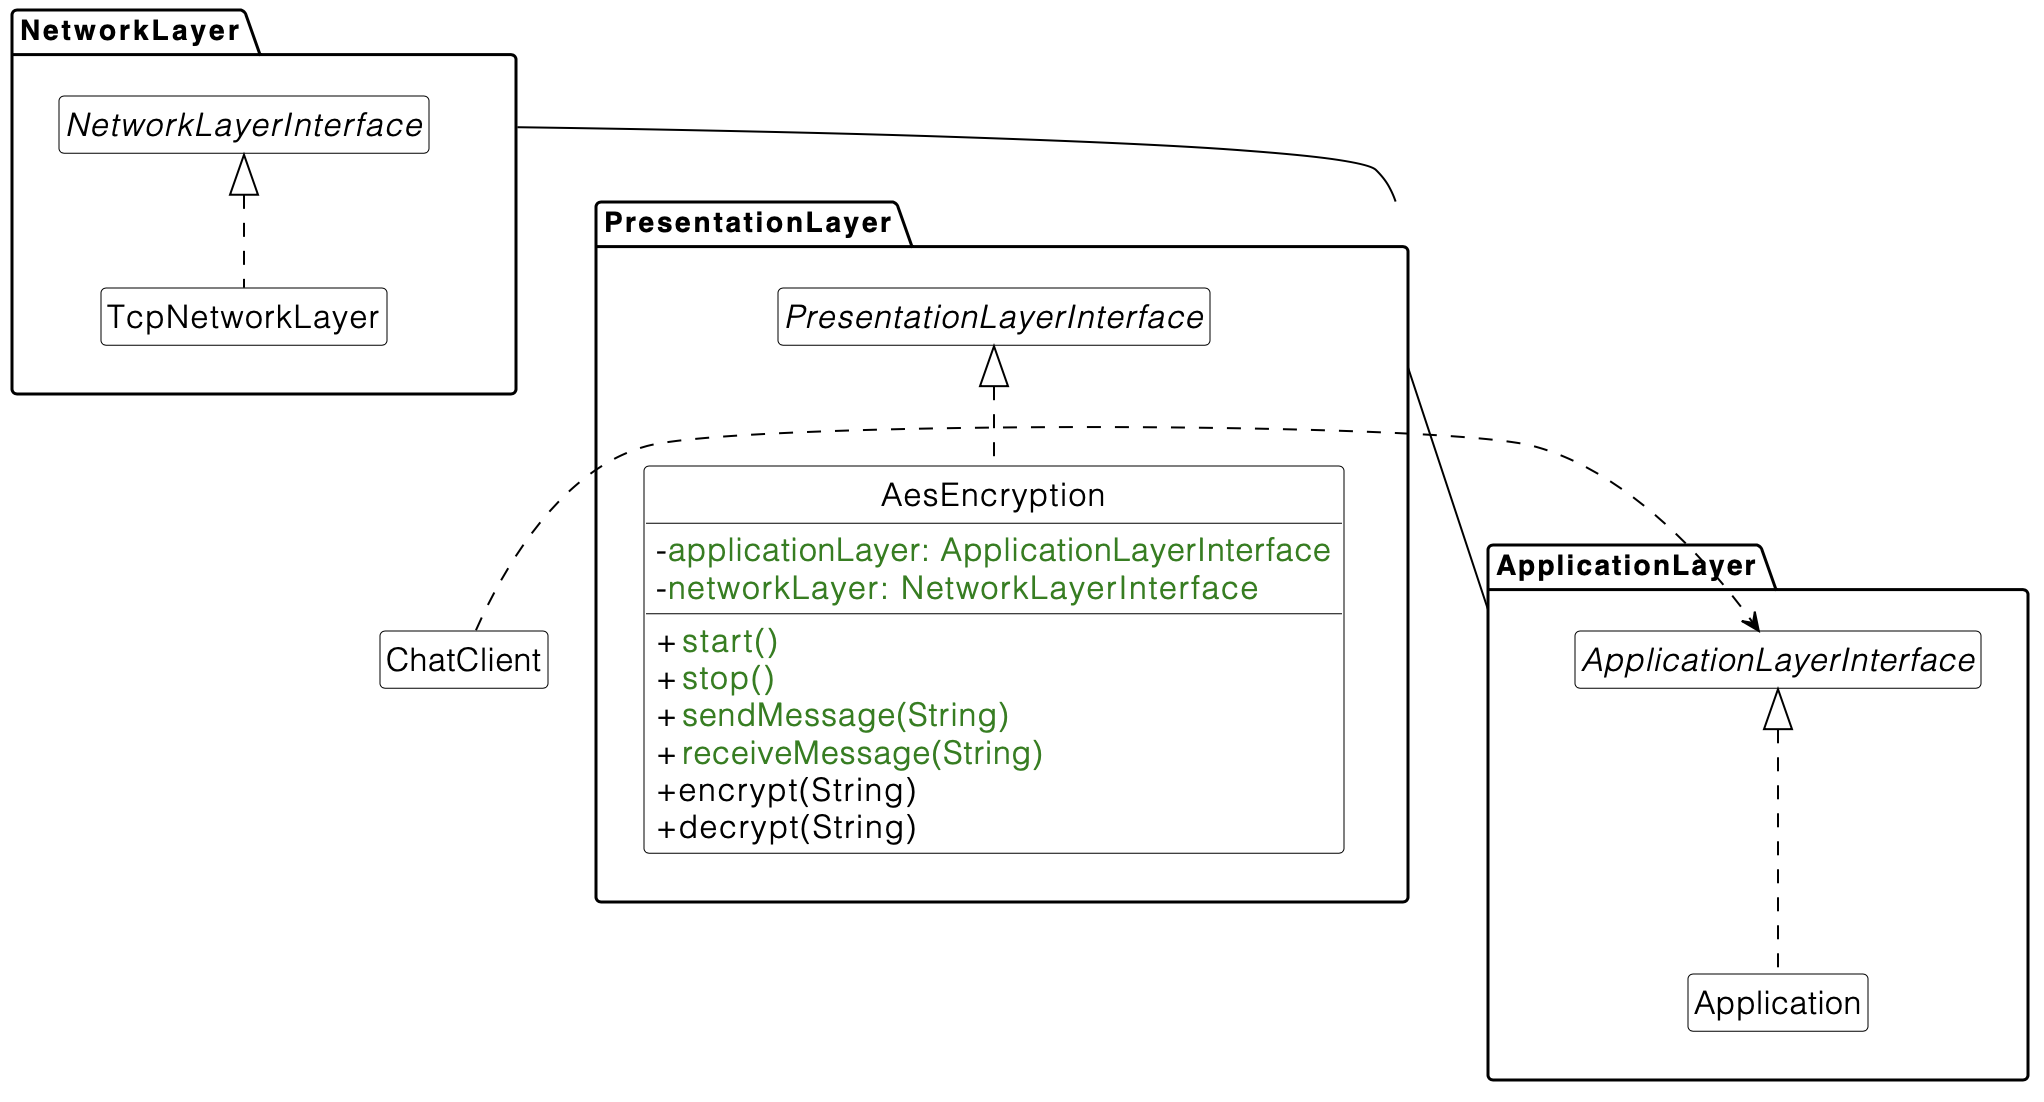 NetworkLayer
NetworkLayerInterface
TcpNetworkLayer
PresentationLayer
PresentationLayerInterface
AesEncryption
-applicationLayer: ApplicationLayerInterface
-networkLayer: NetworkLayerInterface
+ start()
+ stop()
+ sendMessage(String)
+ receiveMessage(String)
+encrypt(String)
+decrypt(String)
ChatClient
ApplicationLayer
ApplicationLayerInterface
Application